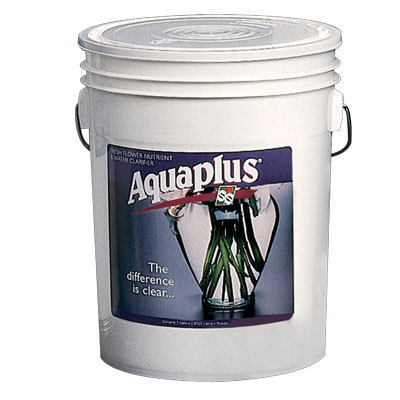 FRESH FLOWER NUTRIENT
& WATER CLARIFIER
Aquaplus®
The
difference
is clear...